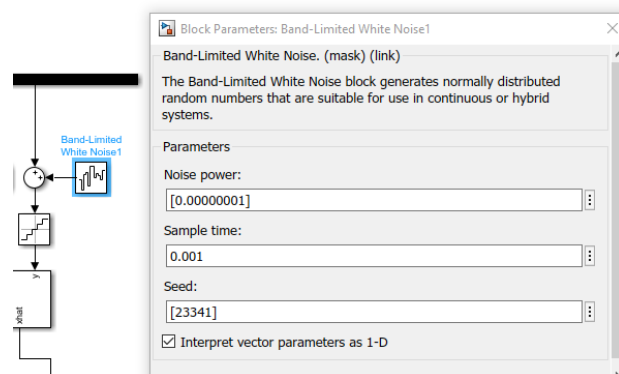 Block Parameters: Band-Limited White Noise1
Band-Limited White Noise. (mask) (link)
The Band-Limited White Noise block generates normally distributed
random numbers that are suitable for use in continuous or hybrid
systems.
Parameters
Noise power:
[0.00000001]
Sample time:
0.001
Seed:
[23341]
Interpret vector parameters as 1-D
Band-Limited
White Noise1
y
xhat